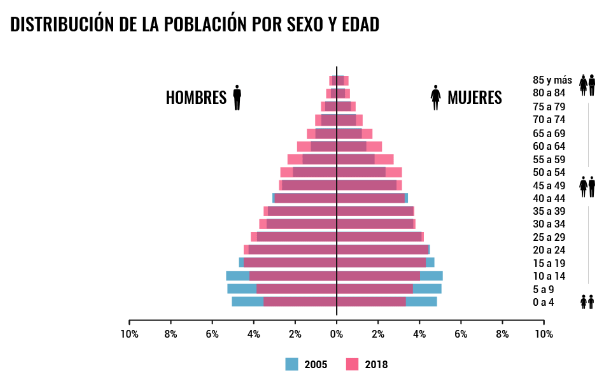 DISTRIBUCIÓN DE LA POBLACIÓN POR SEXO Y EDAD
HOMBRES
MUJERES
85 y más
80 a 84
75 a 79
70 a 74
65 a 69
60 a 64
55 a 59
50 a 54
45 a 49
40 a 44
35 a 39
30 a 34
25 a 29
20 a 24
15 a 19
10 a 14
5 a 9
0 a 4
10% 8% 6% 4% 2% 0% 2% 4% 6% 8% 10%
2005 2018